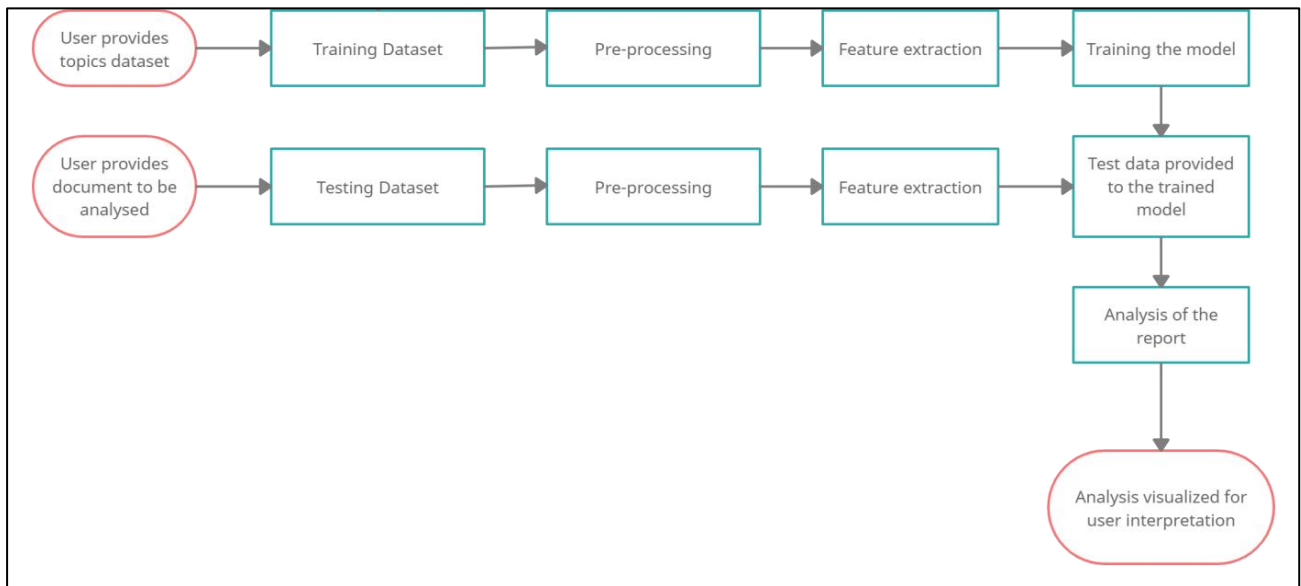 User provides
topics dataset
Training Dataset
Pre-processing
Feature extraction
Training the model
User provides
document to be
analysed
Testing Dataset
Pre-processing
Feature extraction
Test data provided
to the trained
model
Analysis of the
report
Analysis visualized for
user interpretation